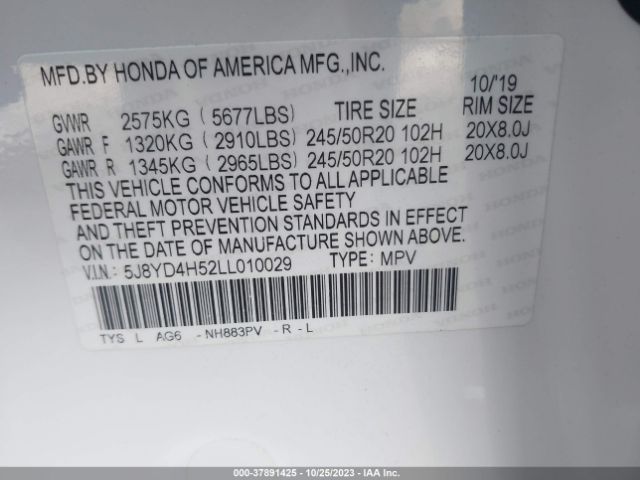 MFD.BY HONDA OF AMERICA MFG.,INC.
10/'19
GVWR 2575KG (5677LBS) TIRE SIZE RIM SIZE
GAWR F 1320KG (2910LBS) 245/50R20 102H 20X8.0J
GAWR R 1345KG (2965LBS) 245/50R20 102H 20X8.0J
THIS VEHICLE CONFORMS TO ALL APPLICABLE
FEDERAL MOTOR VEHICLE SAFETY
AND THEFT PREVENTION STANDARDS IN EFFECT
ON THE DATE OF MANUFACTURE SHOWN ABOVE.
V.I.N.: 5J8YD4H52LL010029 TYPE: MPV
TYS L AG6 -NH883PV -R-L
000-37891425 - 10/25/2023 - IAAI.COM